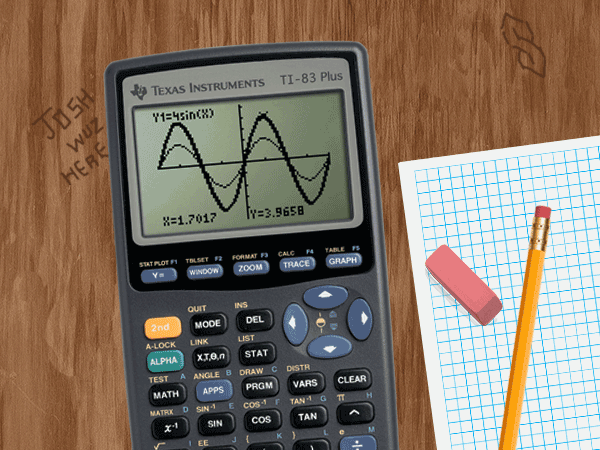 JOSH
WUZ
HERE
TEXAS INSTRUMENTS TI-83 Plus
Y1=4sin(X)
X=1.7017 Y=3.9658
STAT PLOT F1 TBLSET F2 FORMAT F3 CALC F4 TABLE F5
Y= WINDOW ZOOM TRACE GRAPH
QUIT INS
2nd MODE DEL
A-LOCK LINK LIST
ALPHA X,T,Θ,n STAT
TEST A ANGLE B DRAW C DISTR
MATH APPS PRGM VARS CLEAR
MATRX D SIN⁻¹ E COS⁻¹ F TAN⁻¹ G π H
x⁻¹ SIN COS TAN ^
√ I EE J { K } L e M
÷